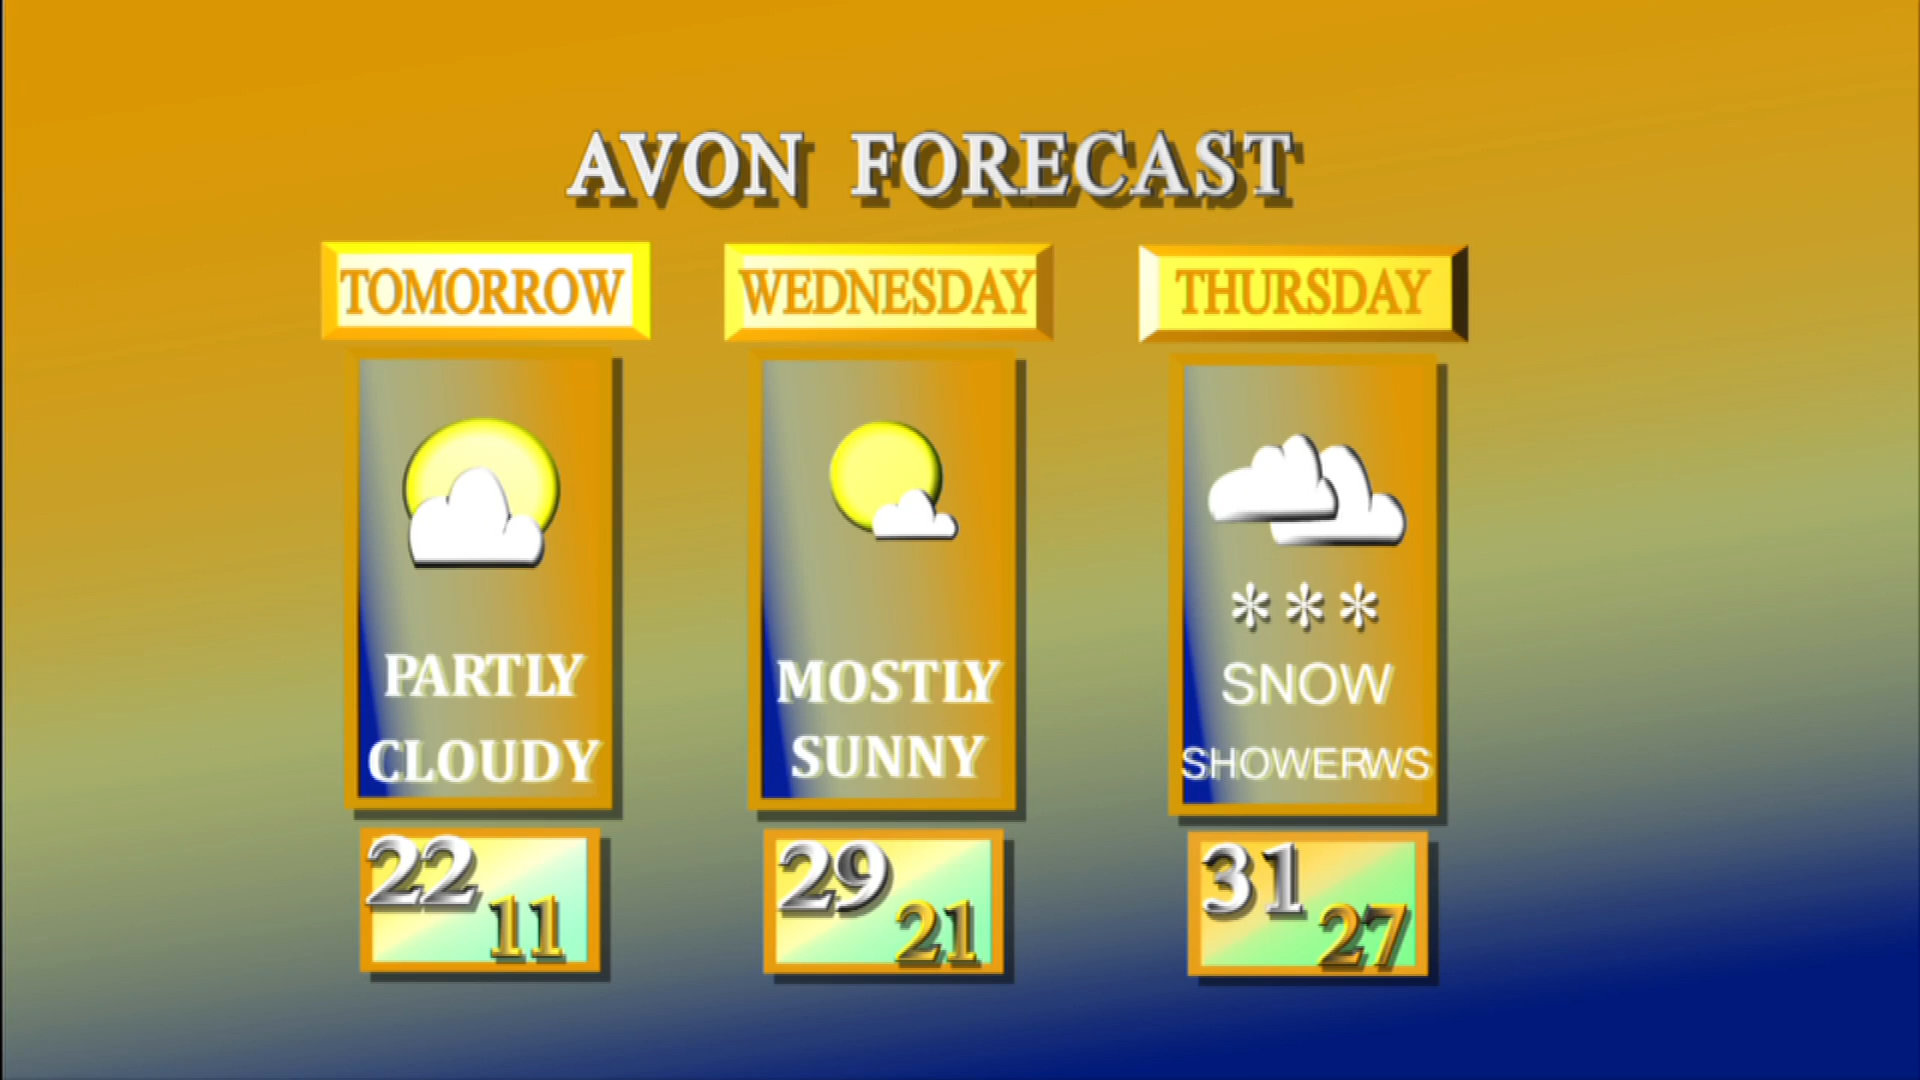 AVON FORECAST
TOMORROW
WEDNESDAY
THURSDAY
PARTLY
CLOUDY
MOSTLY
SUNNY
***
SNOW
SHOWERWS
22
11
29
21
31
27